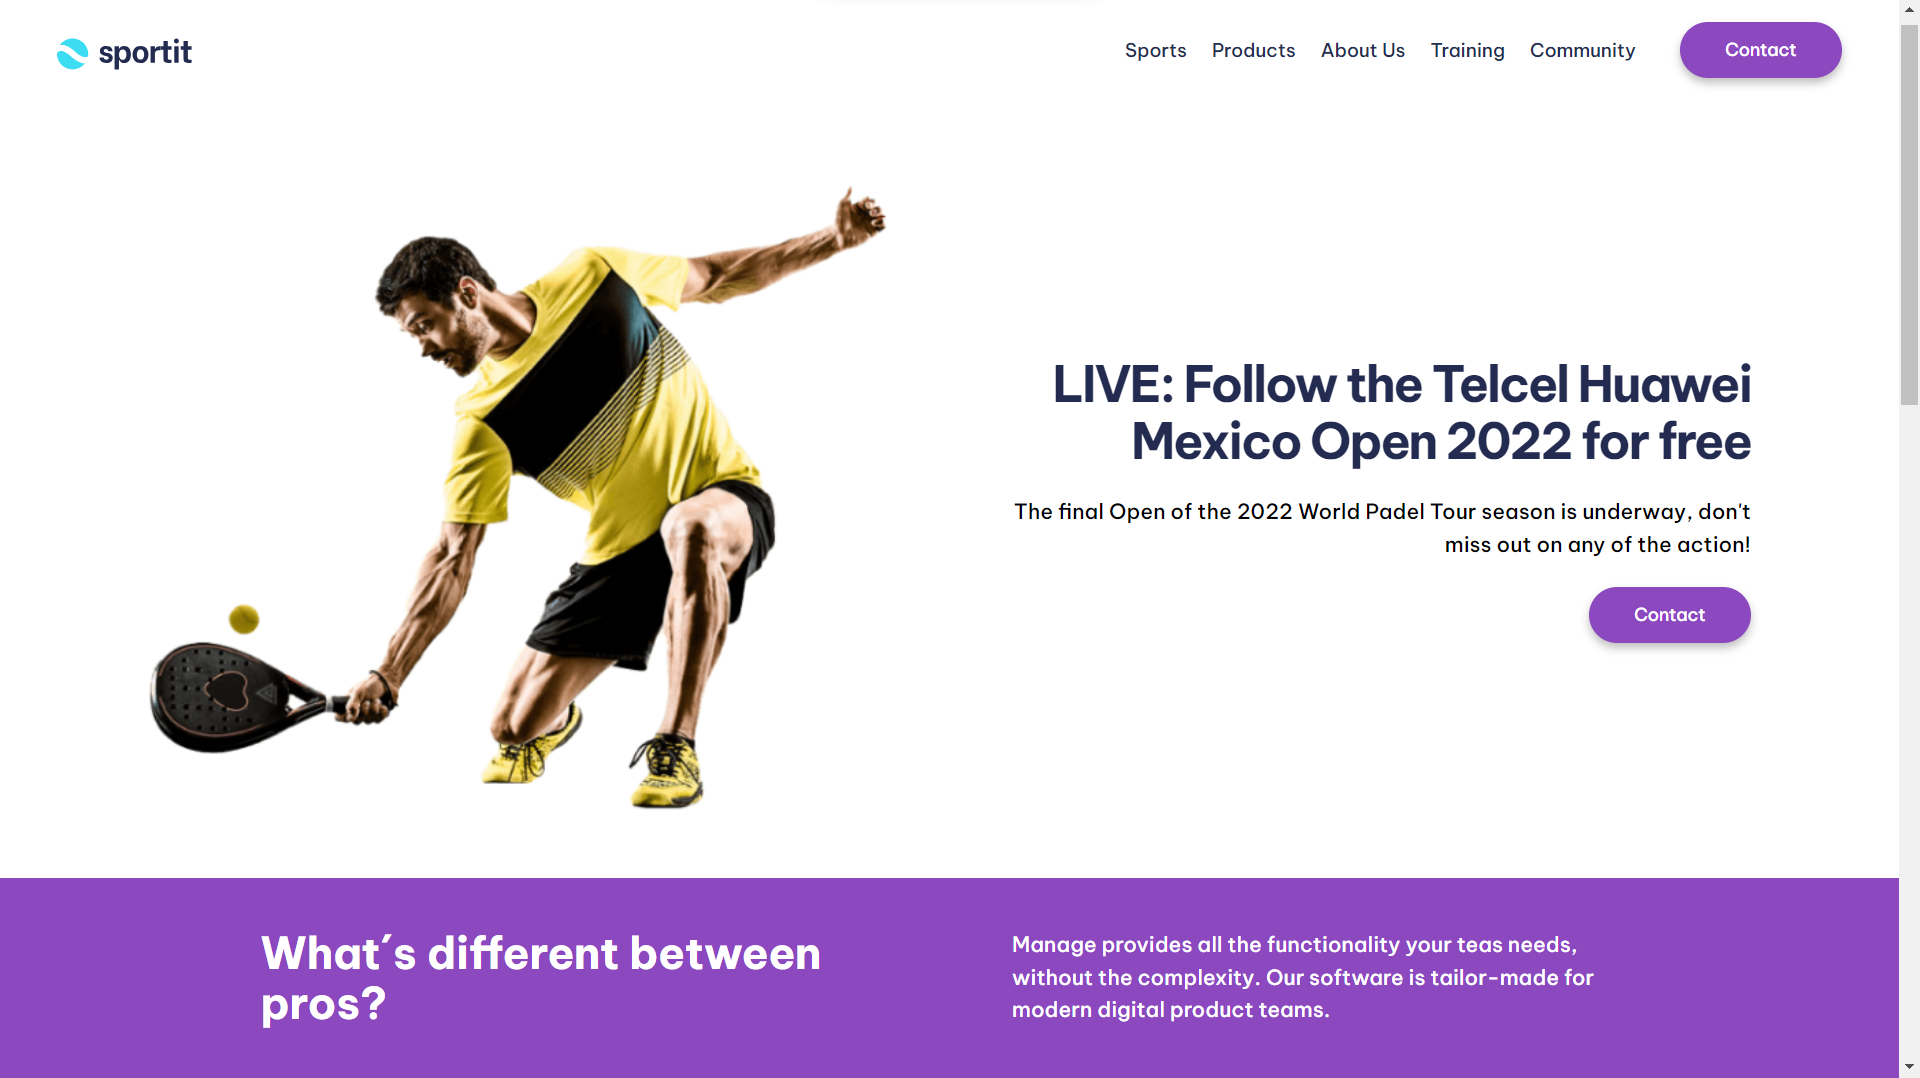 sportit
Sports Products About Us Training Community Contact
LIVE: Follow the Telcel Huawei
Mexico Open 2022 for free
The final Open of the 2022 World Padel Tour season is underway, don't
miss out on any of the action!
Contact
What´s different between
pros?
Manage provides all the functionality your teas needs,
without the complexity. Our software is tailor-made for
modern digital product teams.